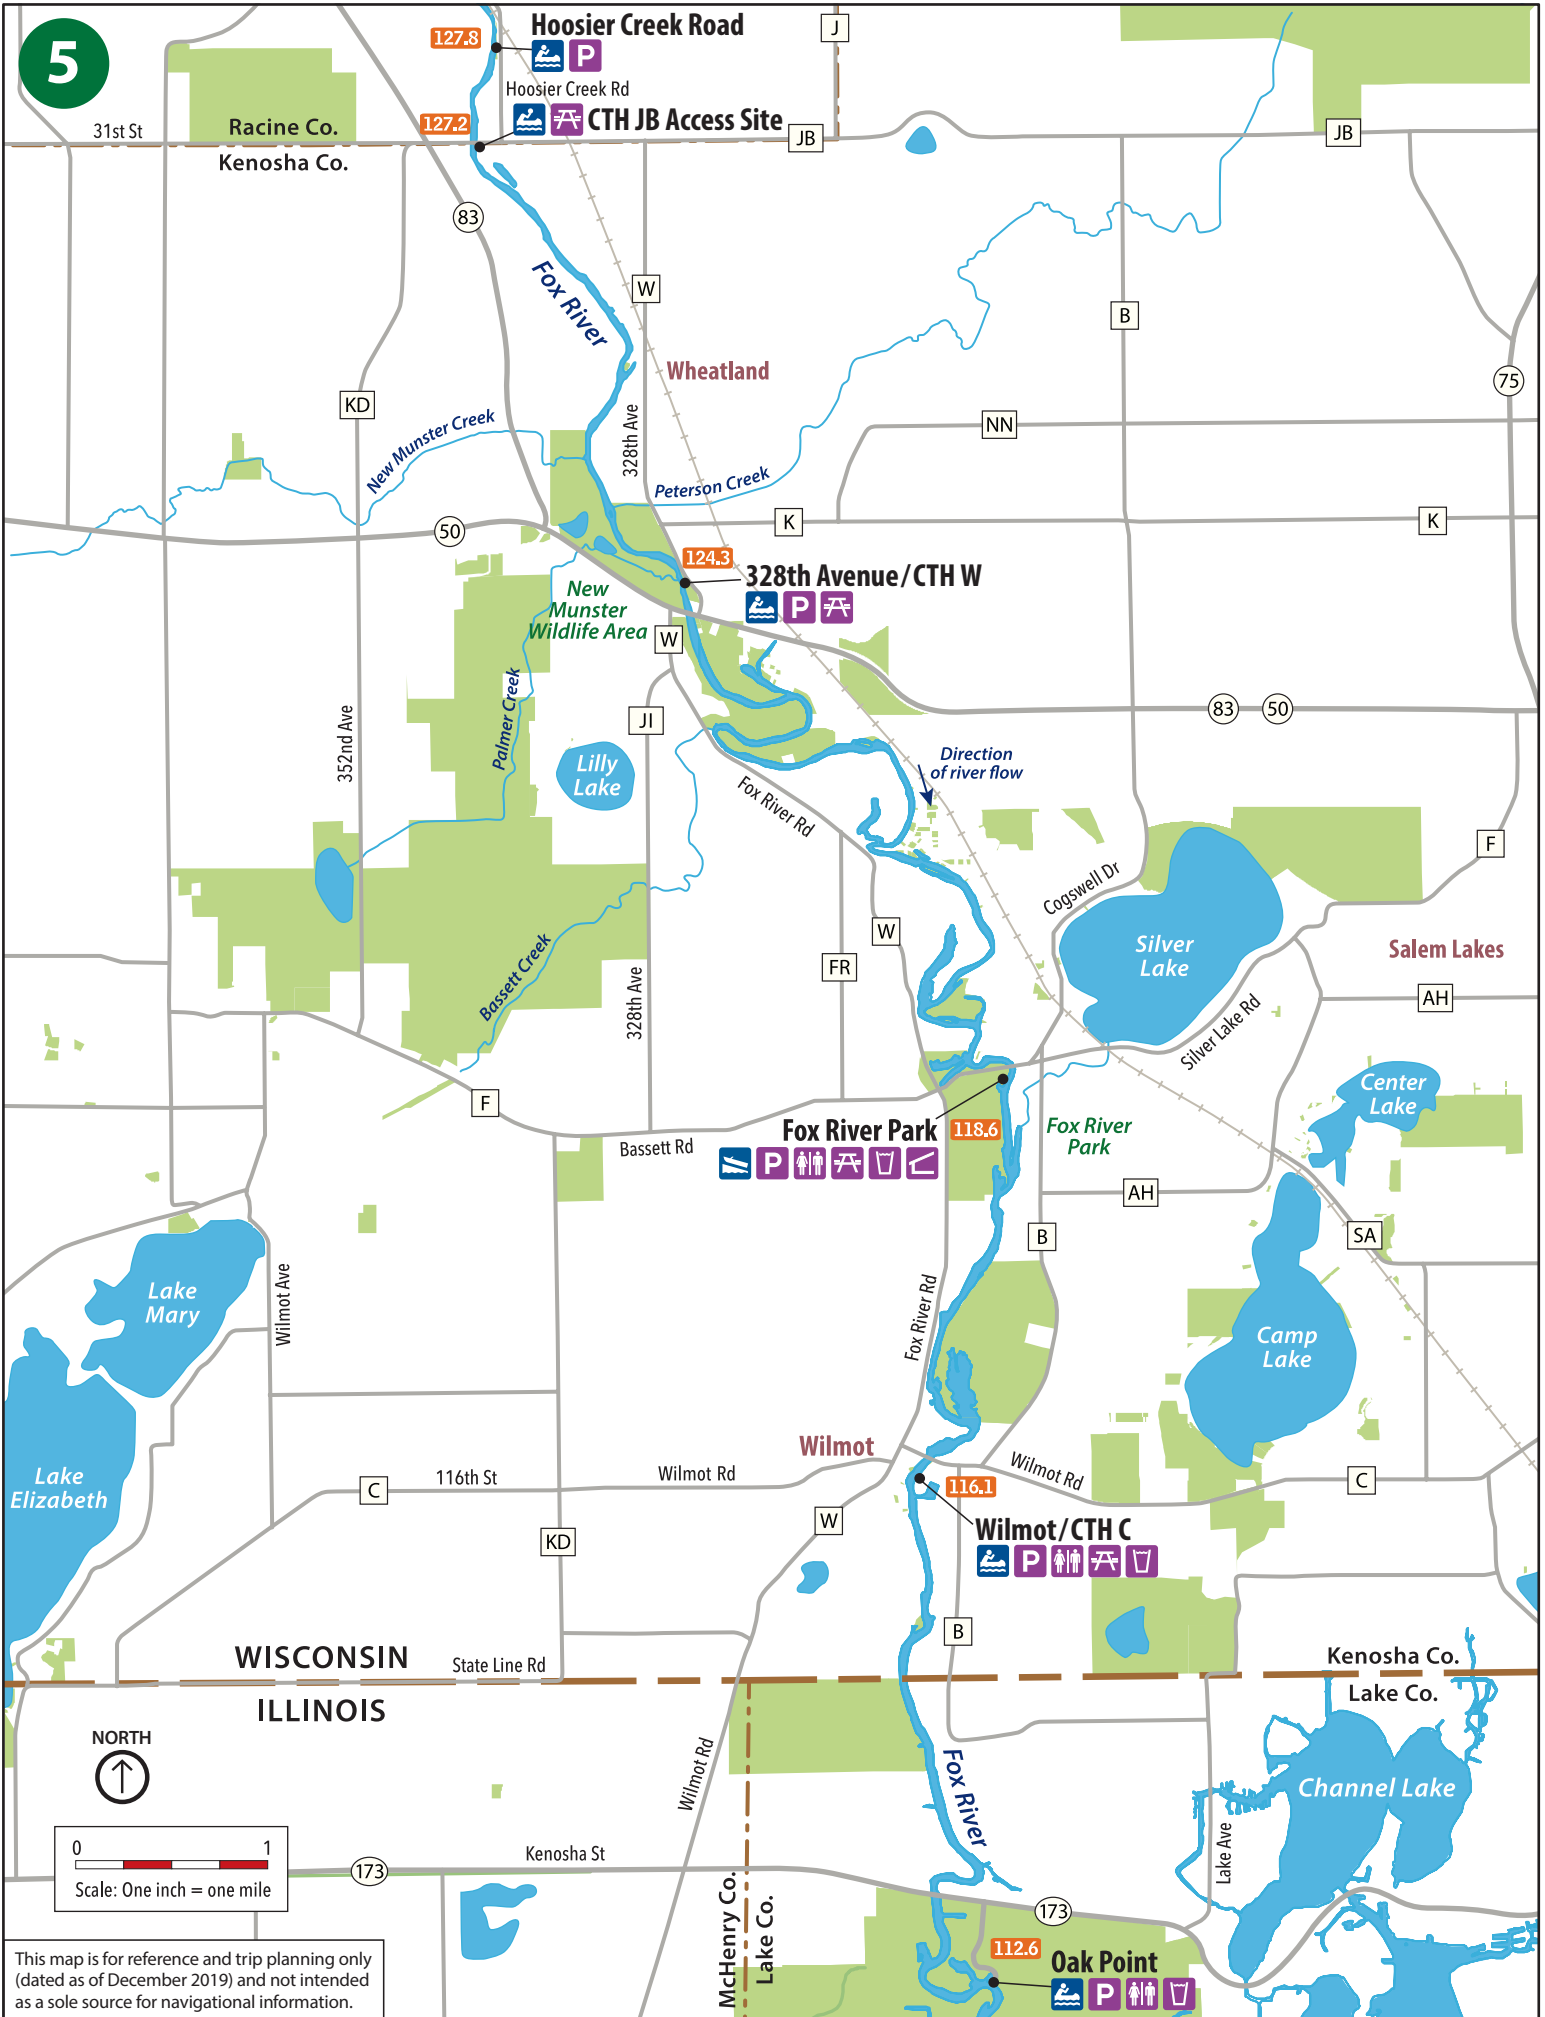 5
127.8
Hoosier Creek Road
P
J
Hoosier Creek Rd
127.2
CTH JB Access Site
31st St
Racine Co.
Kenosha Co.
JB
JB
83
Fox River
W
B
Wheatland
75
KD
New Munster Creek
328th Ave
NN
Peterson Creek
50
K
K
124.3
328th Avenue/CTH W
P
New
Munster
Wildlife Area
W
Palmer Creek
JI
83
50
352nd Ave
Lilly
Lake
Direction
of river flow
Fox River Rd
F
Cogswell Dr
W
Silver
Lake
Salem Lakes
FR
Bassett Creek
328th Ave
AH
Silver Lake Rd
Center
Lake
F
Fox River Park
118.6
P
Fox River
Park
Bassett Rd
AH
B
SA
Lake
Mary
Wilmot Ave
Fox River Rd
Camp
Lake
Wilmot
Lake
Elizabeth
C
116th St
Wilmot Rd
Wilmot Rd
C
116.1
W
Wilmot/CTH C
P
KD
B
WISCONSIN
State Line Rd
Kenosha Co.
Lake Co.
ILLINOIS
NORTH
Wilmot Rd
Fox River
Channel Lake
0 1
Scale: One inch = one mile
Kenosha St
173
Lake Ave
McHenry Co.
Lake Co.
173
112.6
Oak Point
P
This map is for reference and trip planning only
(dated as of December 2019) and not intended
as a sole source for navigational information.